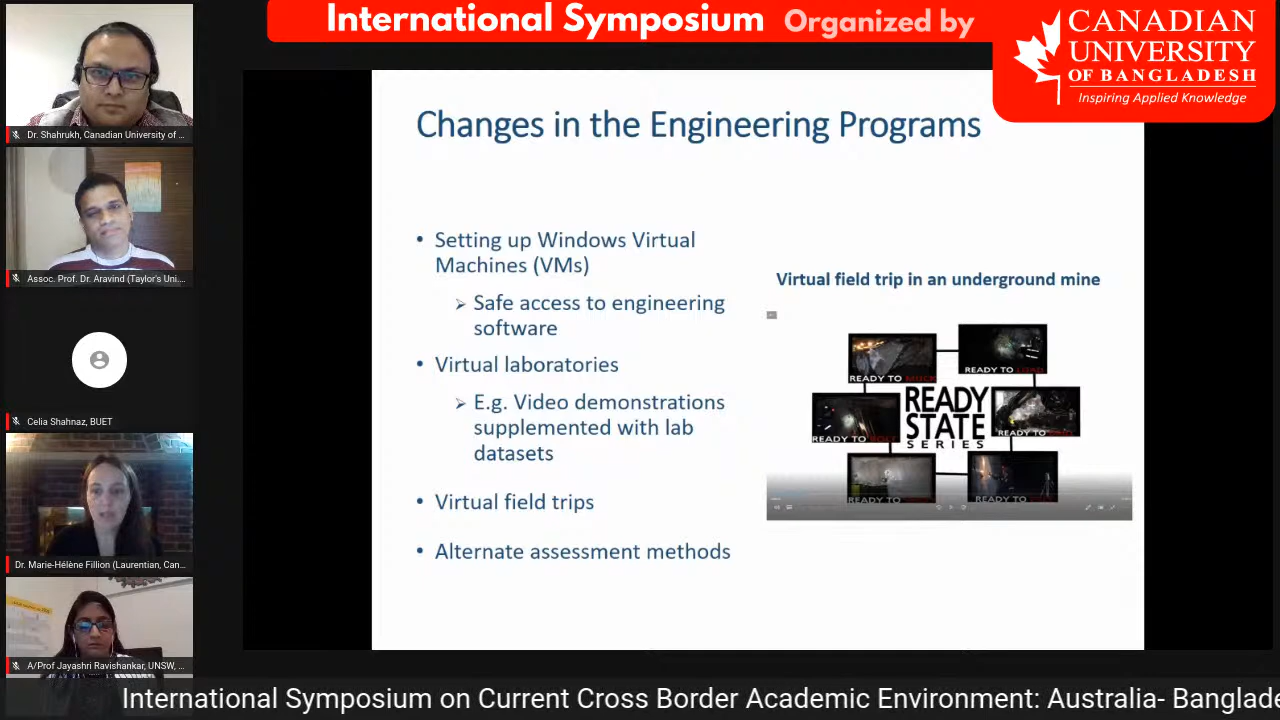 International Symposium Organized by
CANADIAN
UNIVERSITY
OF BANGLADESH
Inspiring Applied Knowledge
Dr. Shahrukh, Canadian University of ...
Assoc. Prof. Dr. Aravind (Taylor's Uni....
Celia Shahnaz, BUET
Dr. Marie-Hélène Fillion (Laurentian, Can...
A/Prof Jayashri Ravishankar, UNSW, ...
Changes in the Engineering Programs
• Setting up Windows Virtual
Machines (VMs)
➢ Safe access to engineering
software
• Virtual laboratories
➢ E.g. Video demonstrations
supplemented with lab
datasets
• Virtual field trips
• Alternate assessment methods
Virtual field trip in an underground mine
READY TO MUCK
READY TO
READY TO
READY
STATE
SERIES
READY TO
READY TO
READY TO
International Symposium on Current Cross Border Academic Environment: Australia- Banglade